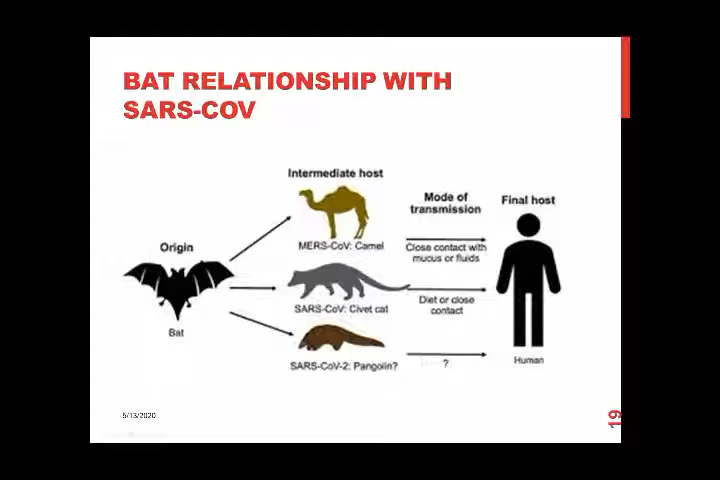 BAT RELATIONSHIP WITH
SARS-COV
Intermediate host
Mode of
transmission
Final host
Origin
MERS-CoV: Camel
Close contact with
mucus or fluids
SARS-CoV: Civet cat
Diet or close
contact
Bat
SARS-CoV-2: Pangolin?
?
Human
5/13/2020
19